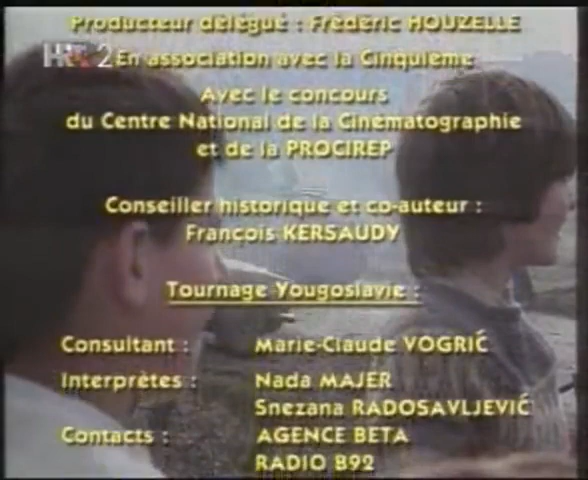 Producteur délégué : Frédéric HOUZELLE
HRT 2
En association avec la Cinquième
Avec le concours
du Centre National de la Cinématographie
et de la PROCIREP
Conseiller historique et co-auteur :
François KERSAUDY
Tournage Yougoslavie :
Consultant : Marie-Claude VOGRIĆ
Interprètes : Nada MAJER
Snezana RADOSAVLJEVIĆ
Contacts : AGENCE BETA
RADIO B92